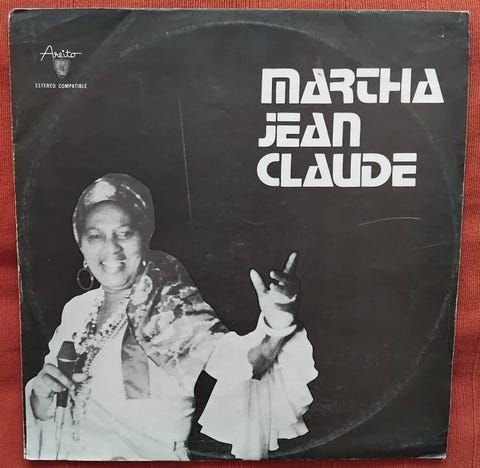 Areito
ESTEREO COMPATIBLE
MARTHA
JEAN
CLAUDE